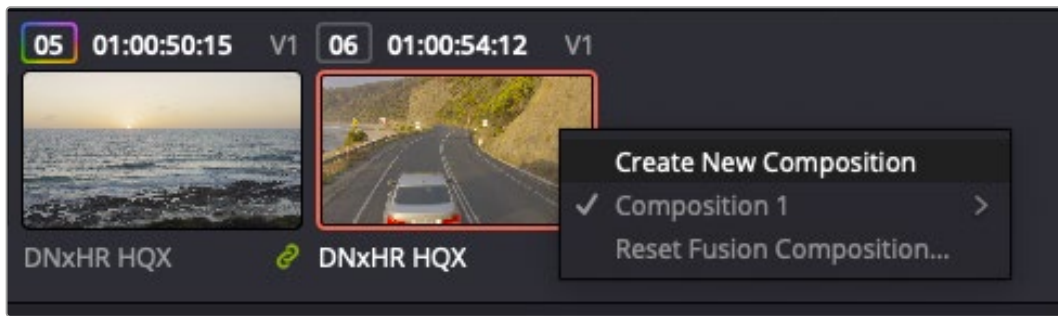 05 01:00:50:15 V1 06 01:00:54:12 V1
Create New Composition
Composition 1
Reset Fusion Composition...
DNxHR HQX DNxHR HQX